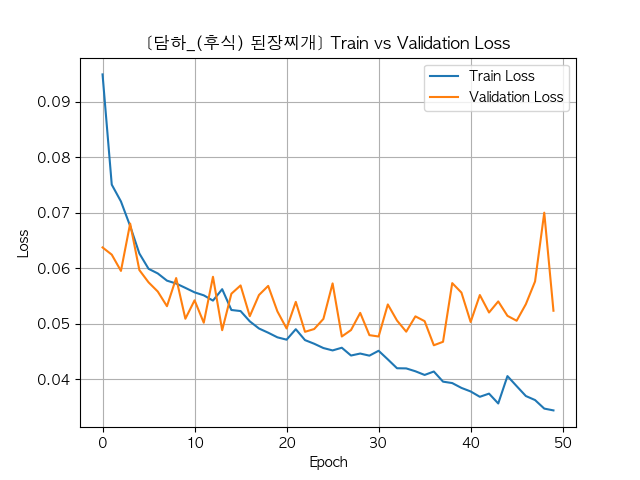 [담하_(후식) 된장찌개] Train vs Validation Loss
Train Loss
Validation Loss
0.09
0.08
0.07
0.06
0.05
0.04
Loss
0
10
20
30
40
50
Epoch